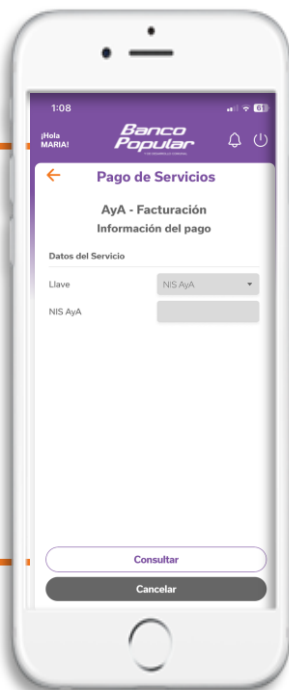 1:08
¡Hola
MARIA!
Banco
Popular
Pago de Servicios
AyA - Facturación
Información del pago
Datos del Servicio
Llave
NIS AyA
NIS AyA
Consultar
Cancelar